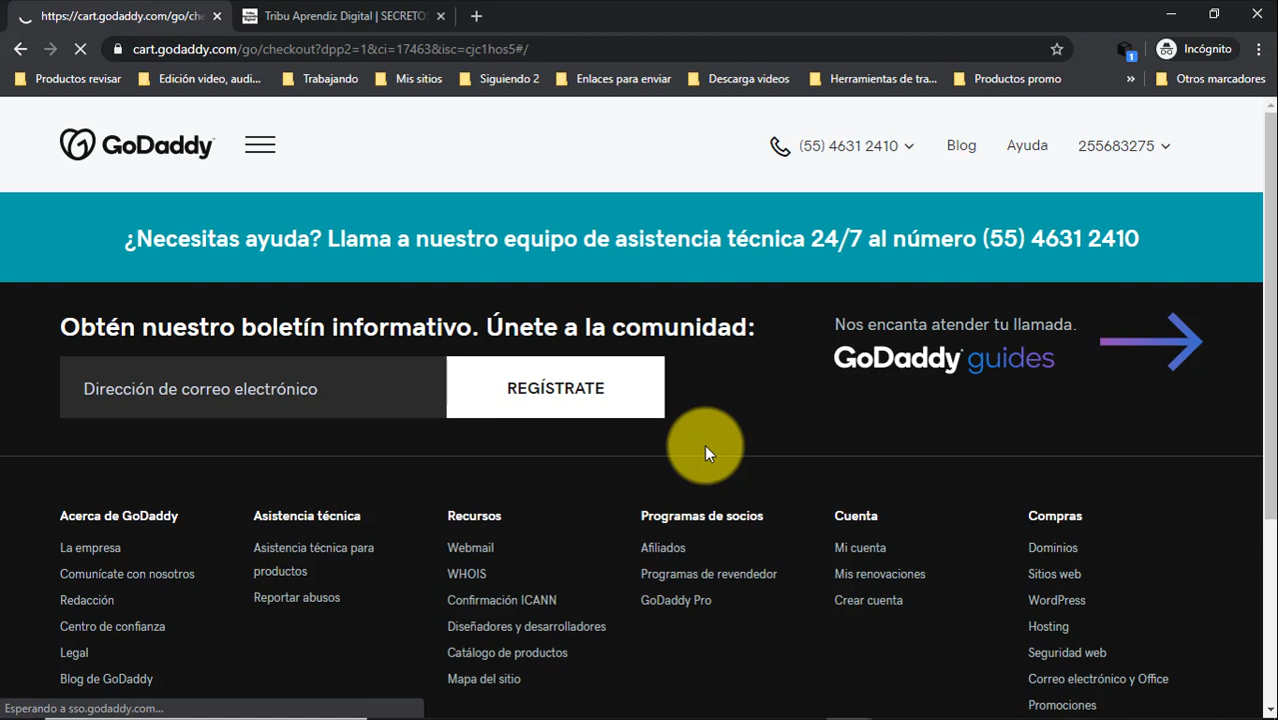 https://cart.godaddy.com/go/che
Tribu Aprendiz Digital | SECRETOS
cart.godaddy.com/go/checkout?dpp2=1&ci=17463&isc=cjc1hos5#/
1
Incógnito
Productos revisar
Edición video, audi...
Trabajando
Mis sitios
Siguiendo 2
Enlaces para enviar
Descarga videos
Herramientas de tra...
Productos promo
»
Otros marcadores
GoDaddy
(55) 4631 2410
Blog
Ayuda
255683275
¿Necesitas ayuda? Llama a nuestro equipo de asistencia técnica 24/7 al número (55) 4631 2410
Obtén nuestro boletín informativo. Únete a la comunidad:
Dirección de correo electrónico
REGÍSTRATE
Nos encanta atender tu llamada.
GoDaddy guides
Acerca de GoDaddy
La empresa
Comunícate con nosotros
Redacción
Centro de confianza
Legal
Blog de GoDaddy
Asistencia técnica
Asistencia técnica para
productos
Reportar abusos
Recursos
Webmail
WHOIS
Confirmación ICANN
Diseñadores y desarrolladores
Catálogo de productos
Mapa del sitio
Programas de socios
Afiliados
Programas de revendedor
GoDaddy Pro
Cuenta
Mi cuenta
Mis renovaciones
Crear cuenta
Compras
Dominios
Sitios web
WordPress
Hosting
Seguridad web
Correo electrónico y Office
Promociones
Esperando a sso.godaddy.com...